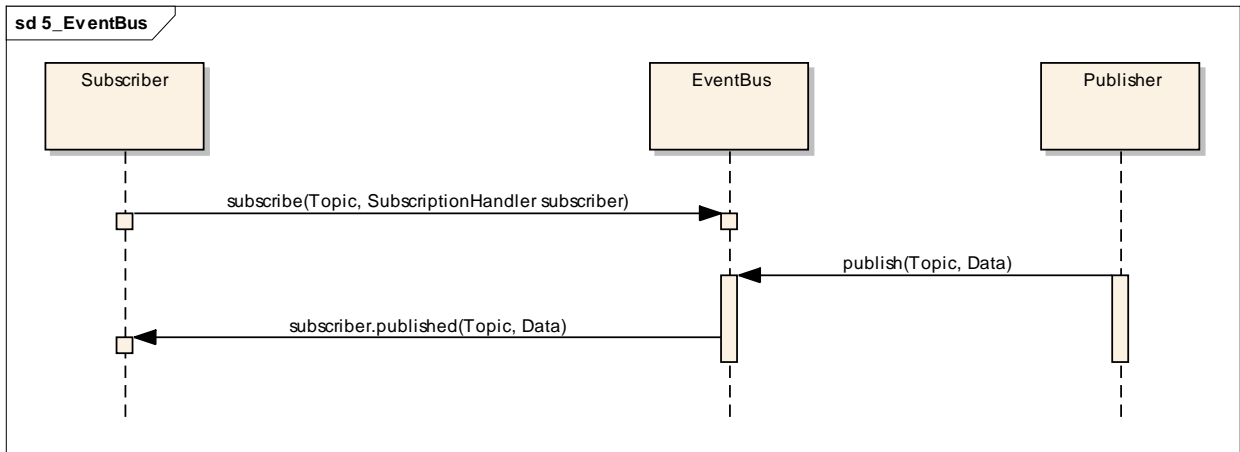 sd 5_EventBus
Subscriber
EventBus
Publisher
subscribe(Topic, SubscriptionHandler subscriber)
publish(Topic, Data)
subscriber.published(Topic, Data)